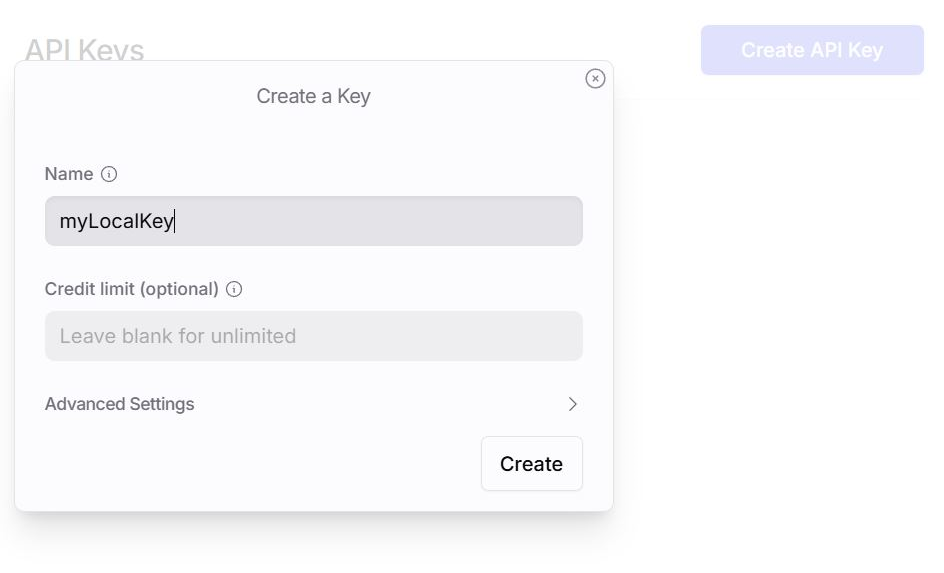 API Keys
Create API Key
Create a Key
Name
myLocalKey
Credit limit (optional)
Leave blank for unlimited
Advanced Settings
Create